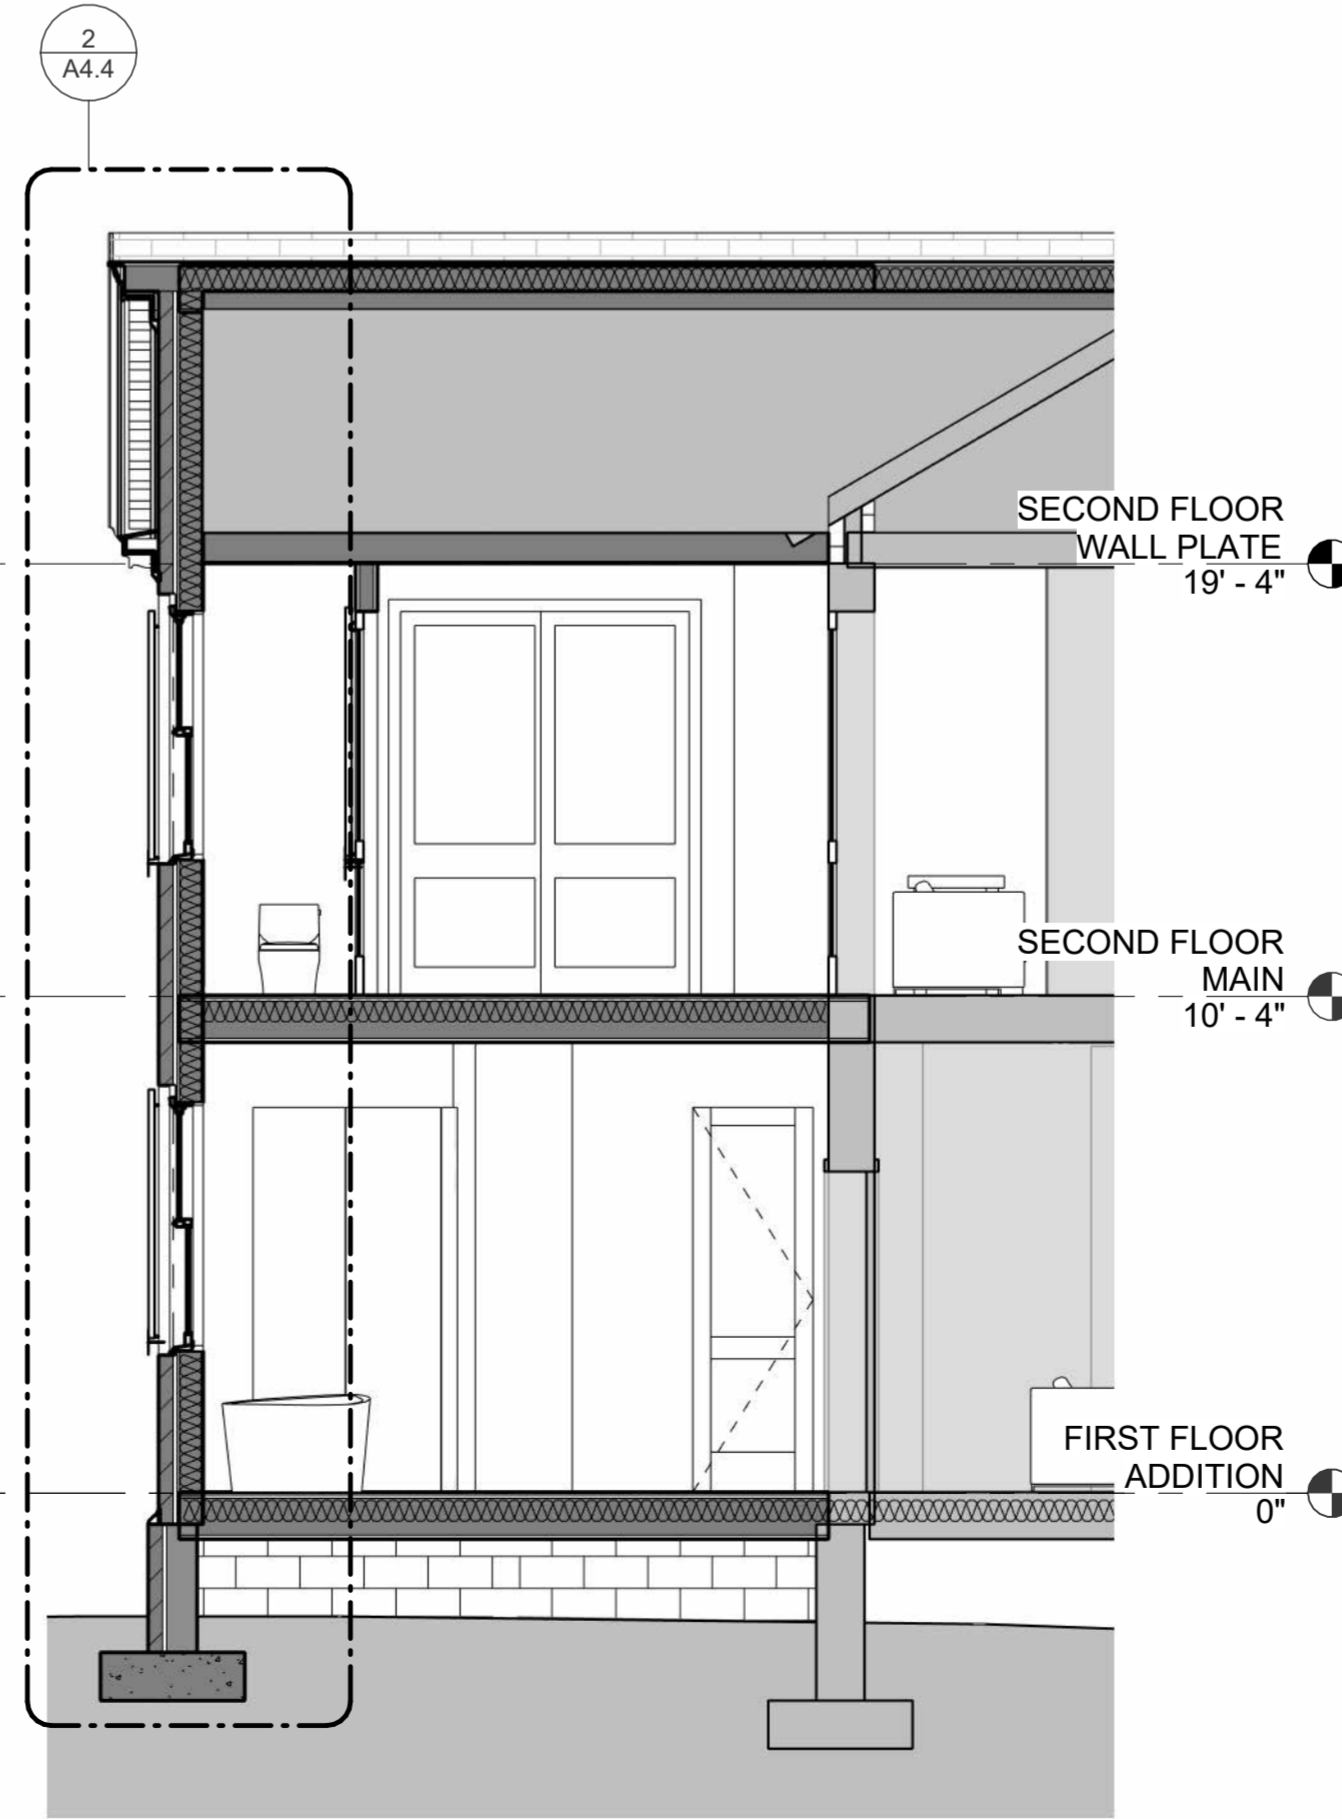 2
A4.4
SECOND FLOOR
WALL PLATE
19' - 4"
SECOND FLOOR
MAIN
10' - 4"
FIRST FLOOR
ADDITION
0"